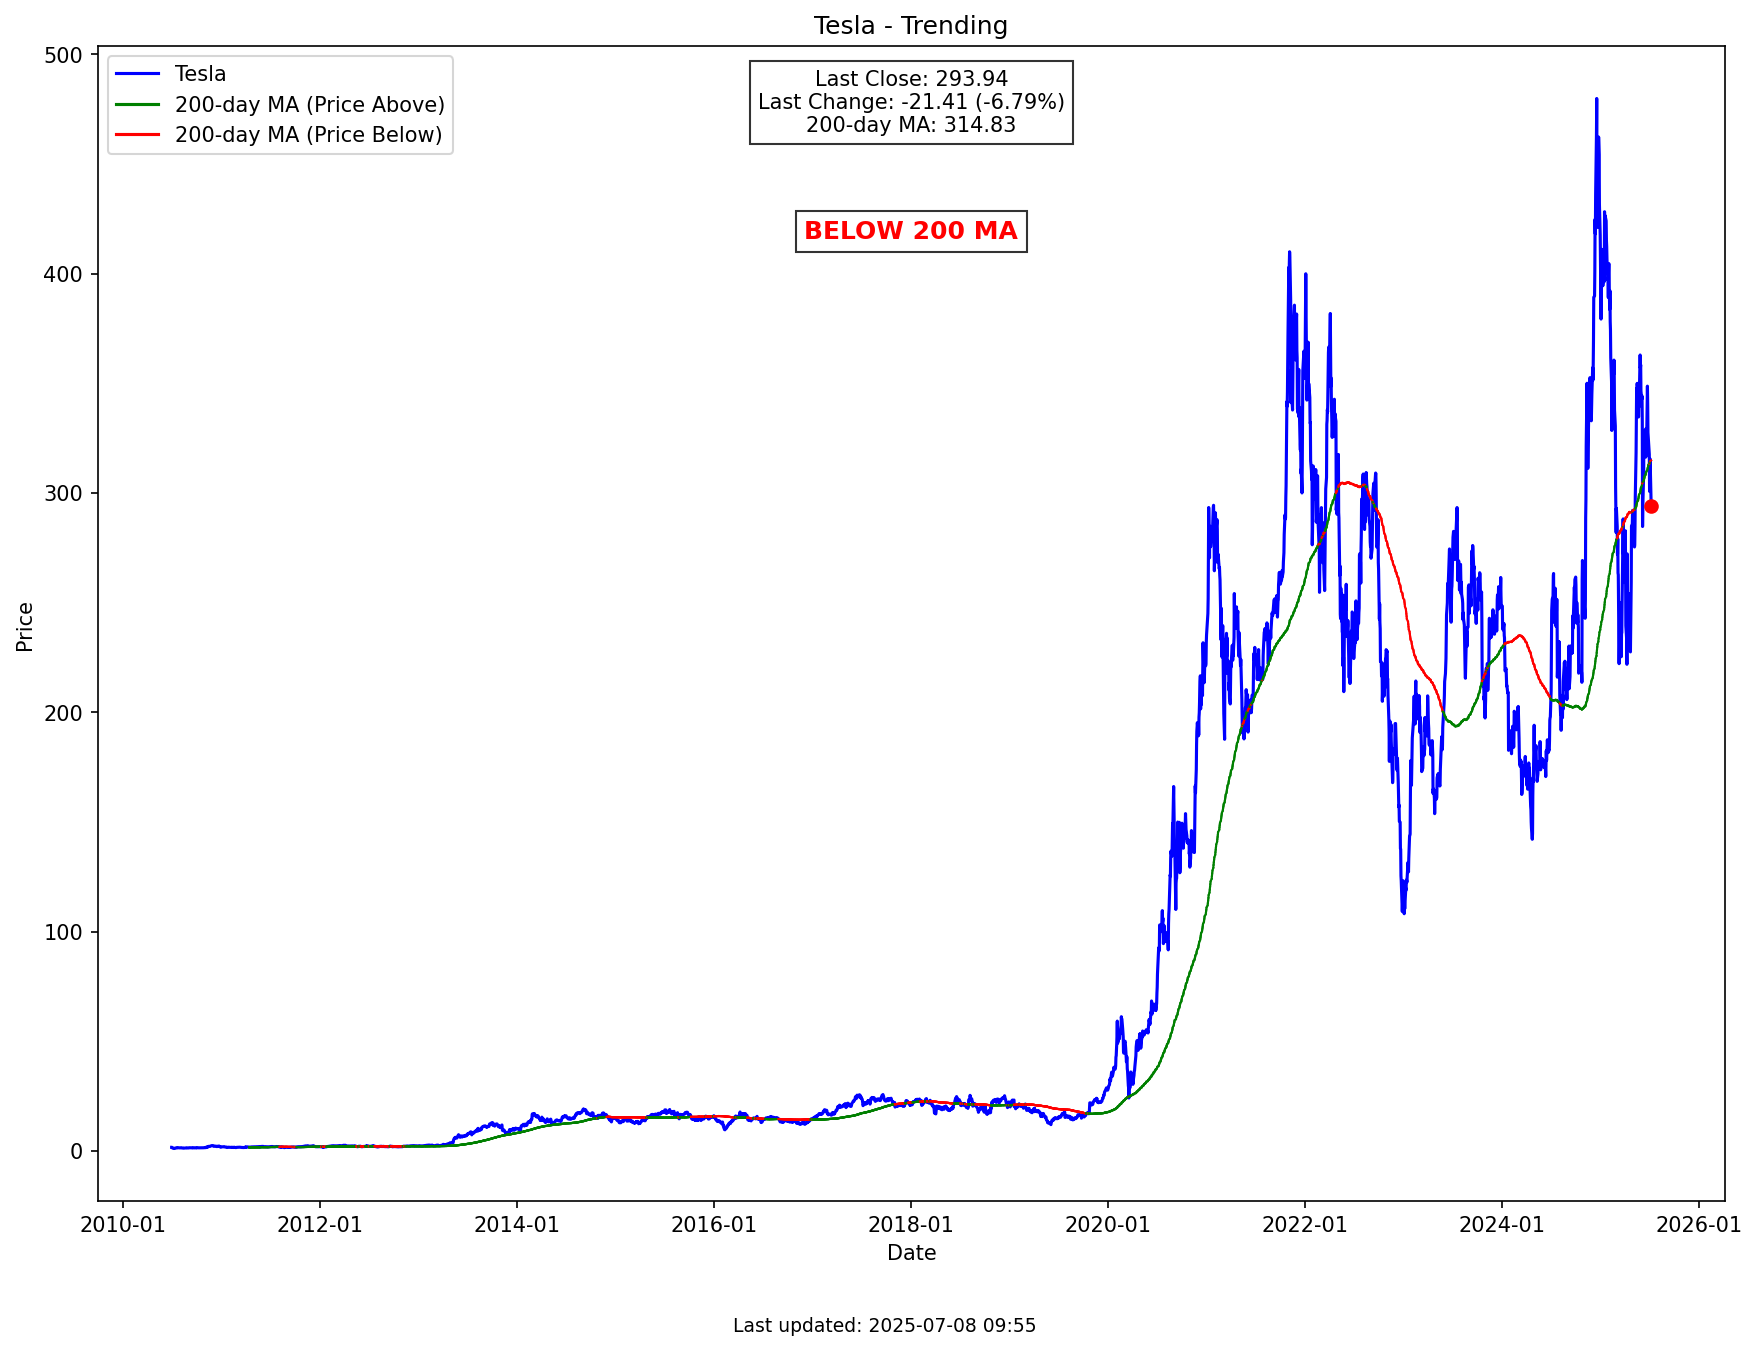 Tesla - Trending
Tesla
200-day MA (Price Above)
200-day MA (Price Below)
Last Close: 293.94
Last Change: -21.41 (-6.79%)
200-day MA: 314.83
BELOW 200 MA
Price
500
400
300
200
100
0
2010-01
2012-01
2014-01
2016-01
2018-01
2020-01
2022-01
2024-01
2026-01
Date
Last updated: 2025-07-08 09:55